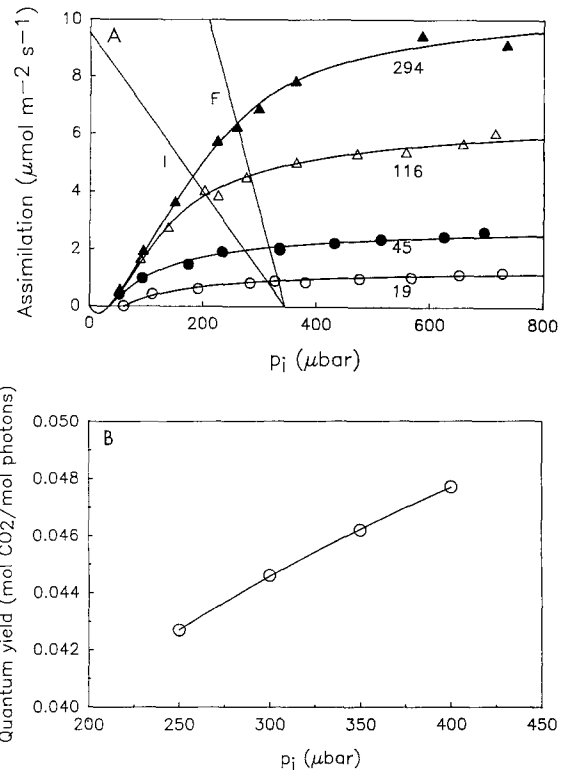 A
10
8
6
4
2
0
Assimilation (μmol m−2 s−1)
F
I
294
116
45
19
0 200 400 600 800
pi (μbar)
B
0.050
0.048
0.046
0.044
0.042
0.040
Quantum yield (mol CO2/mol photons)
200 250 300 350 400 450
pi (μbar)